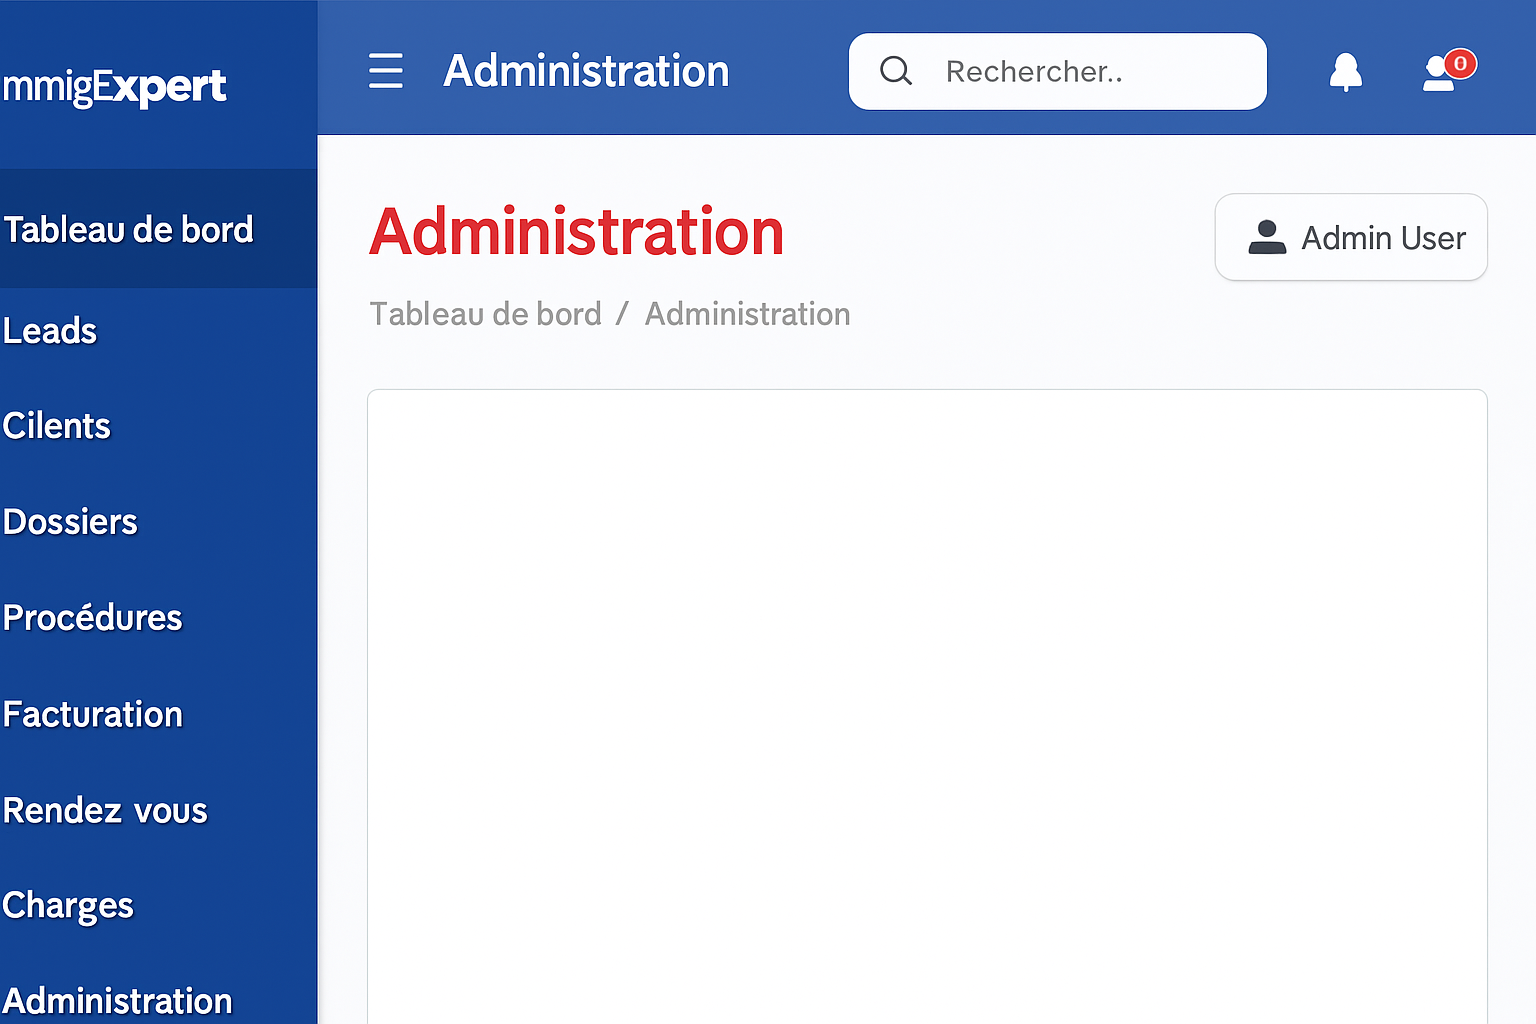 mmigExpert
Administration
Rechercher..
0
Tableau de bord
Leads
Cilents
Dossiers
Procédures
Facturation
Rendez vous
Charges
Administration
Administration
Admin User
Tableau de bord / Administration